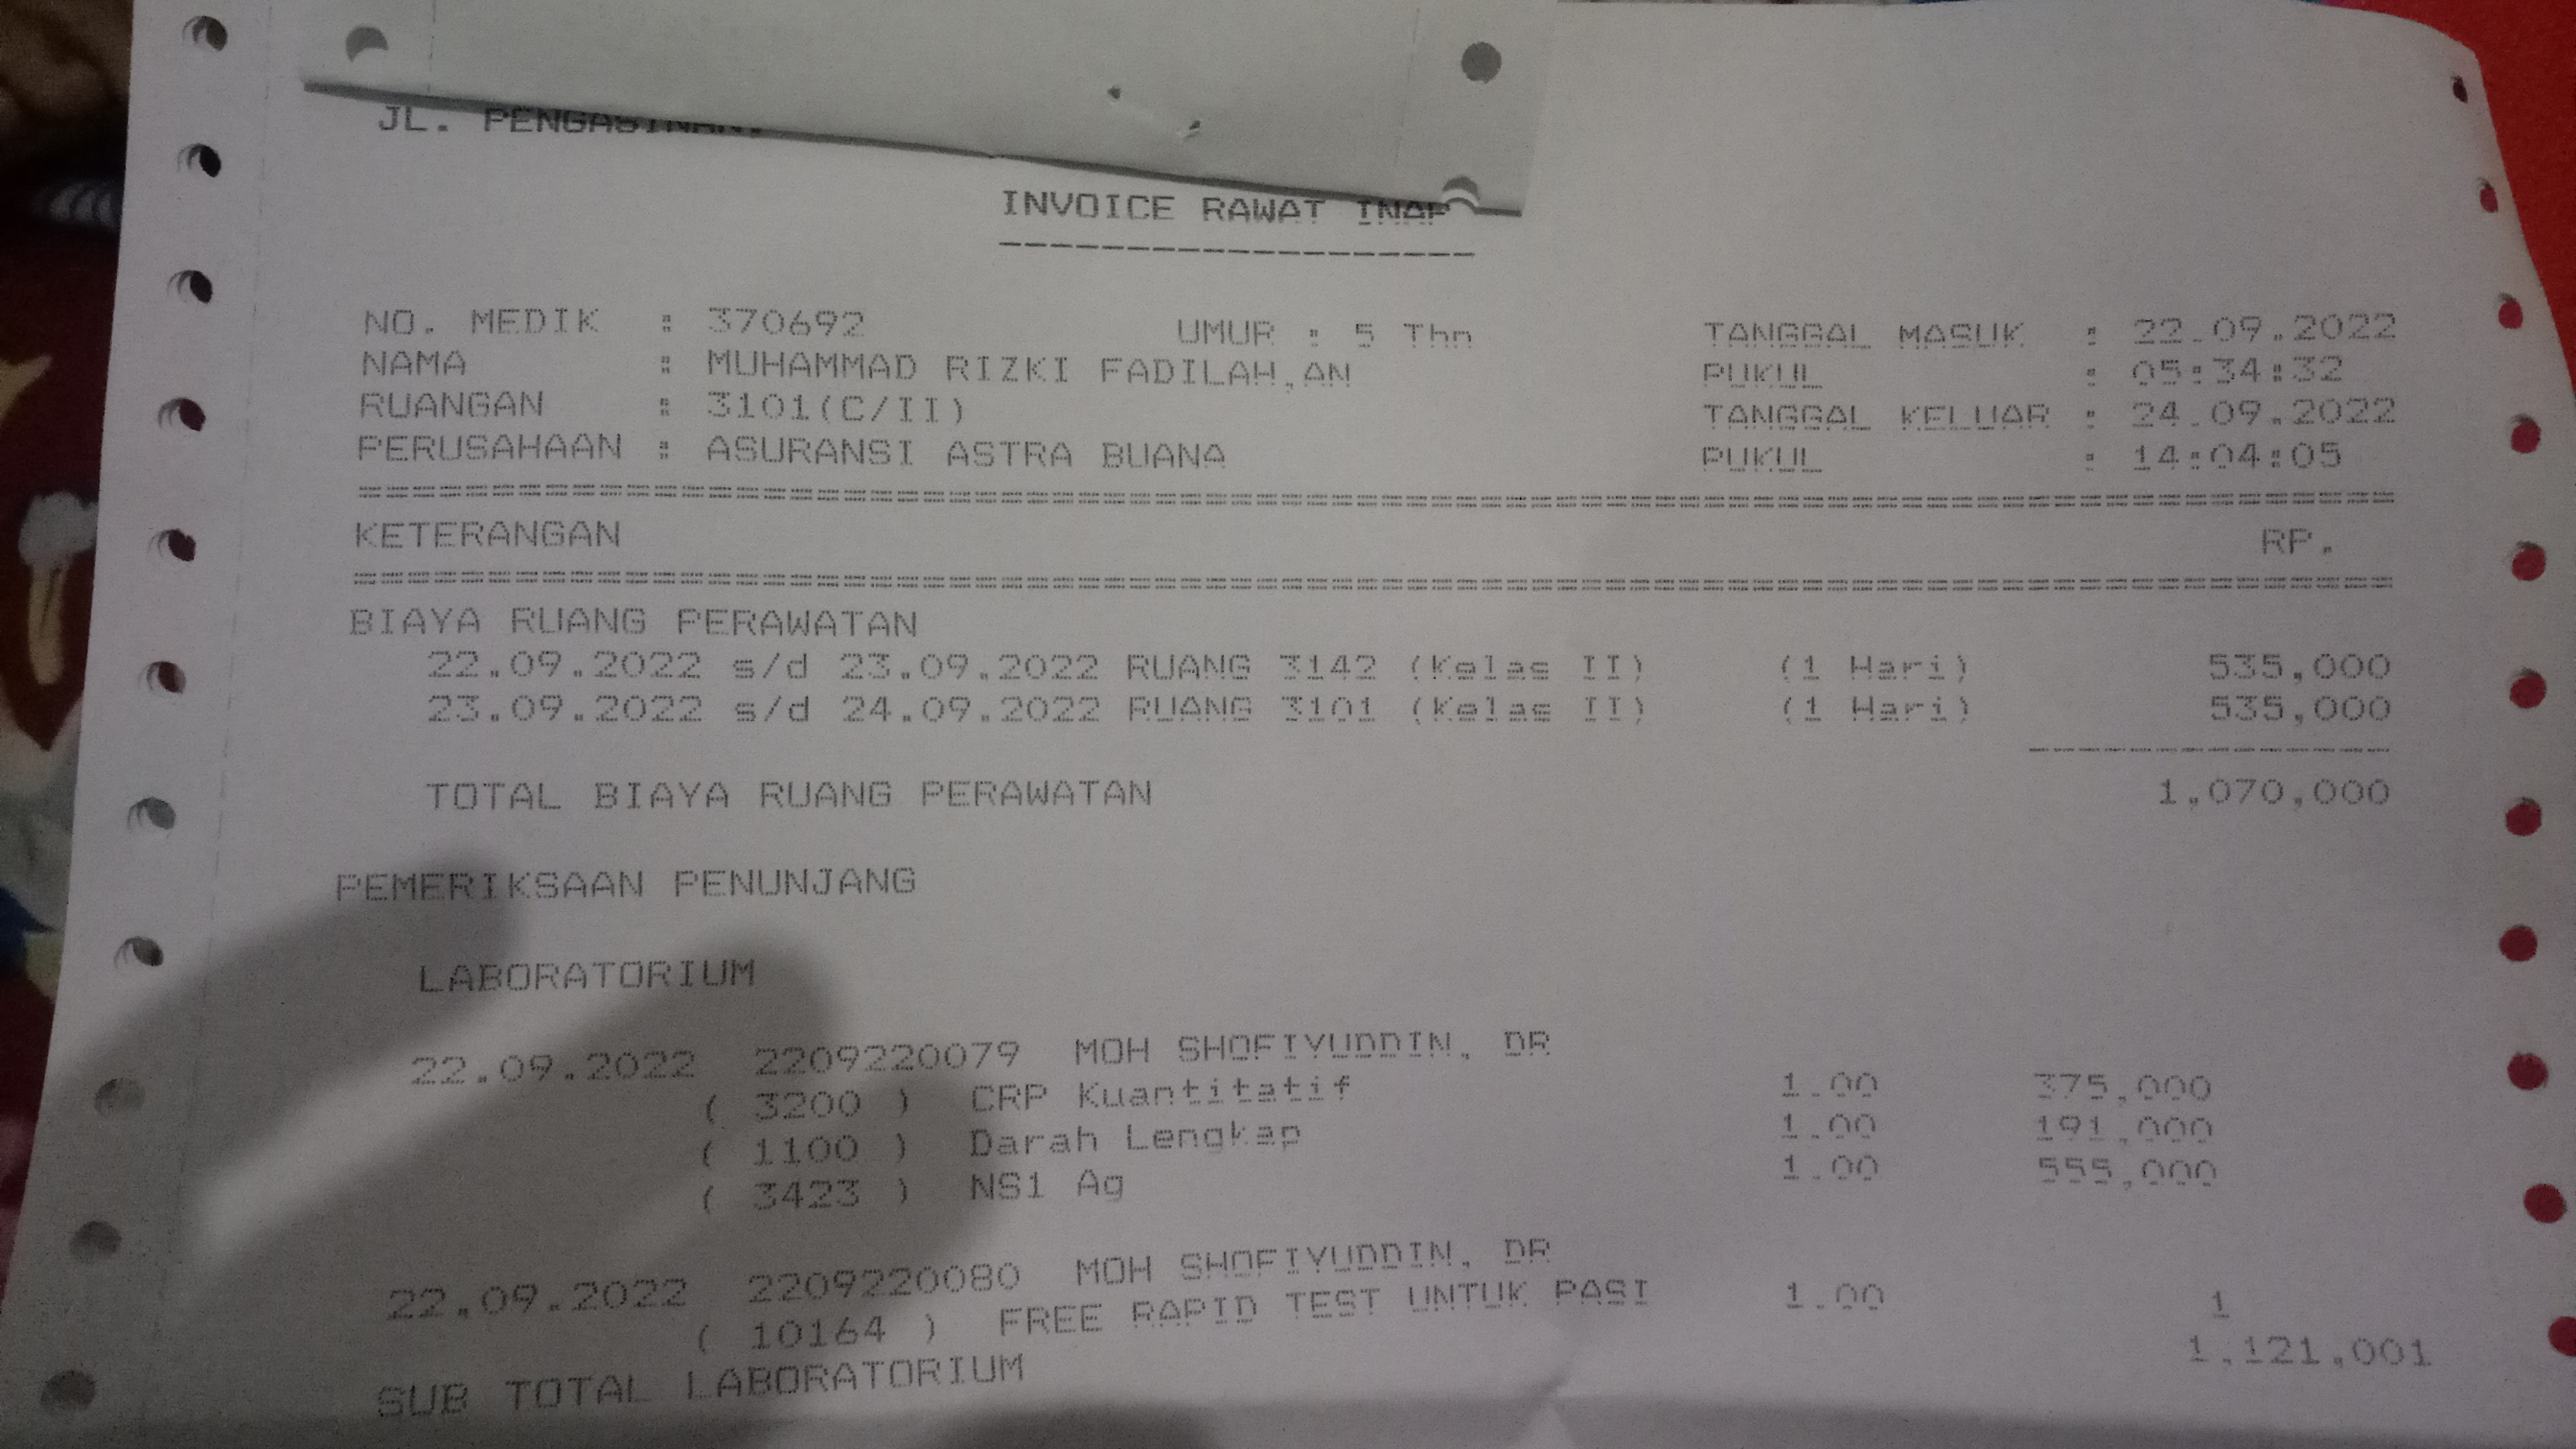 JL. PENGASINAN,
INVOICE RAWAT INAP
NO. MEDIK : 370692 UMUR : 5 Thn TANGGAL MASUK : 22.09.2022
NAMA : MUHAMMAD RIZKI FADILAH,AN PUKUL : 05:34:32
RUANGAN : 3101(C/II) TANGGAL KELUAR : 24.09.2022
PERUSAHAAN : ASURANSI ASTRA BUANA PUKUL : 14:04:05
KETERANGAN RP.
BIAYA RUANG PERAWATAN
22.09.2022 s/d 23.09.2022 RUANG 3142 (Kelas II) (1 Hari) 535,000
23.09.2022 s/d 24.09.2022 RUANG 3101 (Kelas II) (1 Hari) 535,000
TOTAL BIAYA RUANG PERAWATAN 1,070,000
PEMERIKSAAN PENUNJANG
LABORATORIUM
22.09.2022 2209220079 MOH SHOFIYUDDIN, DR
( 3200 ) CRP Kuantitatif 1.00 375,000
( 1100 ) Darah Lengkap 1.00 191,000
( 3423 ) NS1 Ag 1.00 555,000
22.09.2022 2209220080 MOH SHOFIYUDDIN, DR
( 10164 ) FREE RAPID TEST UNTUK PASI 1.00 1
SUB TOTAL LABORATORIUM 1,121,001